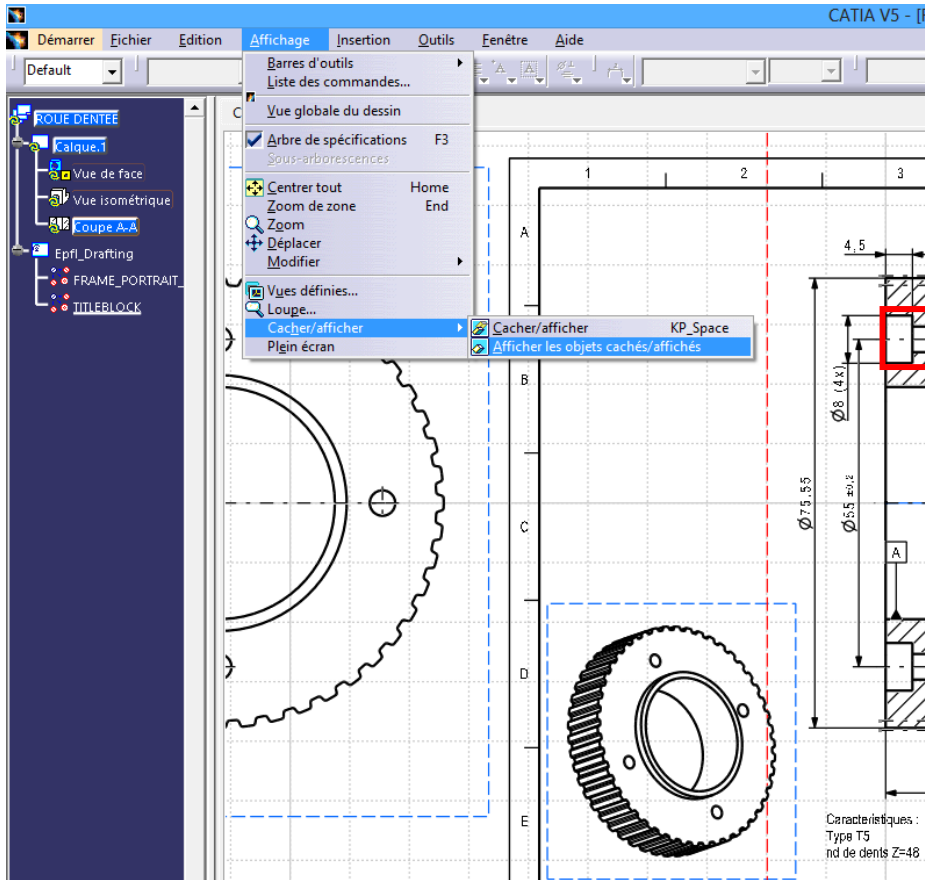 CATIA V5 - [
Démarrer Fichier Edition Affichage Insertion Outils Fenêtre Aide
Default
Barres d'outils
Liste des commandes...
Vue globale du dessin
Arbre de spécifications F3
Sous-arborescences
Centrer tout Home
Zoom de zone End
Zoom
Déplacer
Modifier
Vues définies...
Loupe...
Cacher/afficher
Plein écran
Cacher/afficher KP_Space
Afficher les objets cachés/affichés
ROUE DENTEE
Calque.1
Vue de face
Vue isométrique
Coupe A-A
Epfl_Drafting
FRAME_PORTRAIT_
TITLEBLOCK
1 2 3
A
B
C
D
E
4,5
Ø8 (4x)
Ø75.55
Ø55 ±0,2
A
Caracteristiques :
Type T5
nd de dents Z=48